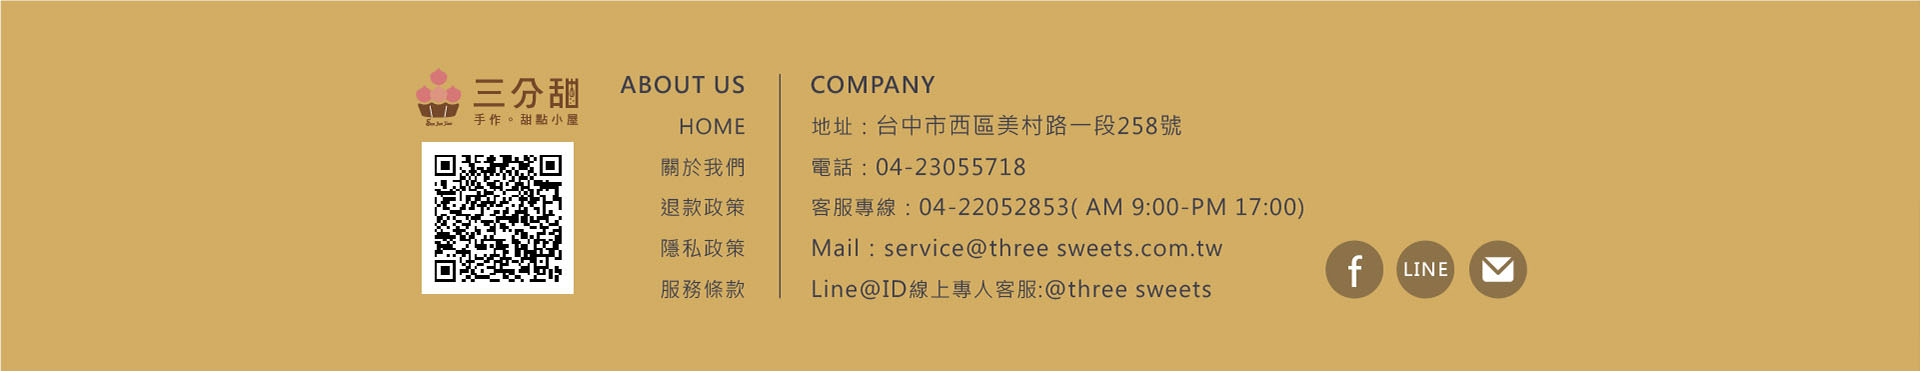 三分甜
手作。甜點小屋
ABOUT US
HOME
關於我們
退款政策
隱私政策
服務條款
COMPANY
地址：台中市西區美村路一段258號
電話：04-23055718
客服專線：04-22052853( AM 9:00-PM 17:00)
Mail：service@three sweets.com.tw
Line@ID線上專人客服:@three sweets
f
LINE